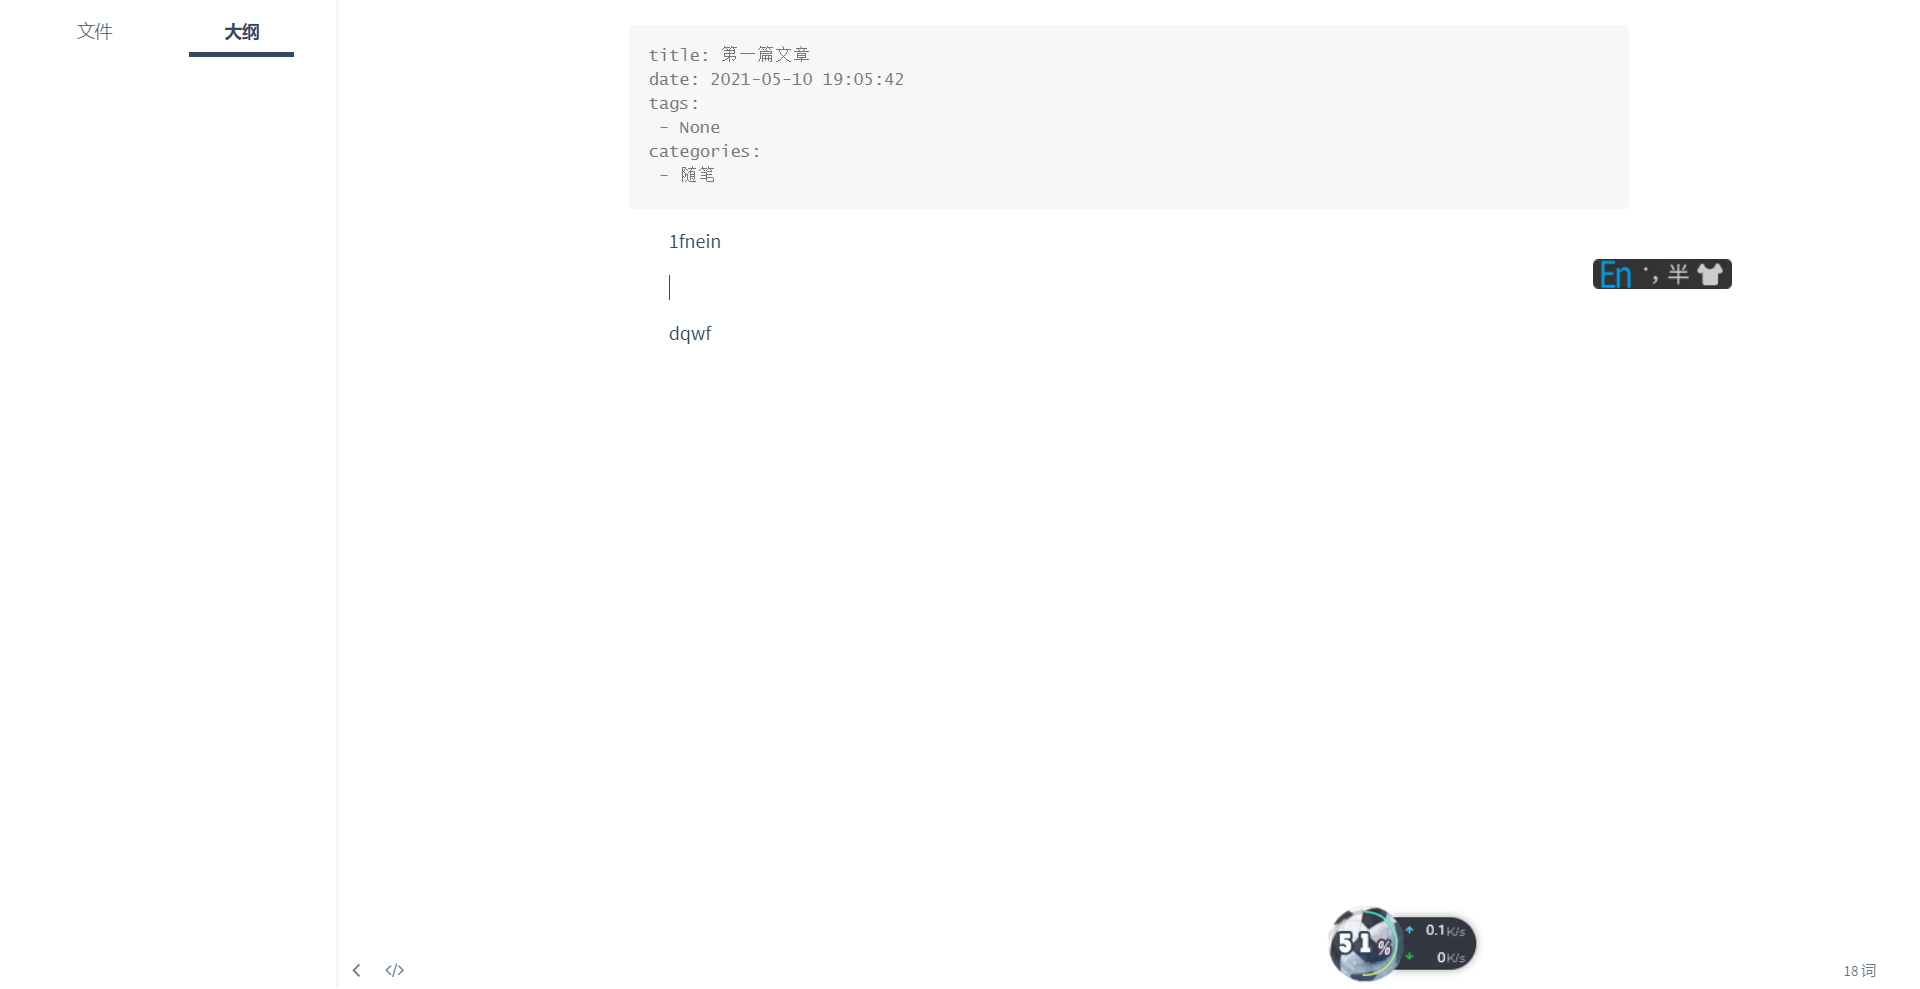 文件 大纲
title: 第一篇文章
date: 2021-05-10 19:05:42
tags:
 - None
categories:
 - 随笔
1fnein
En ·, 半
dqwf
51% 0.1K/s
0K/s
</> 18 词